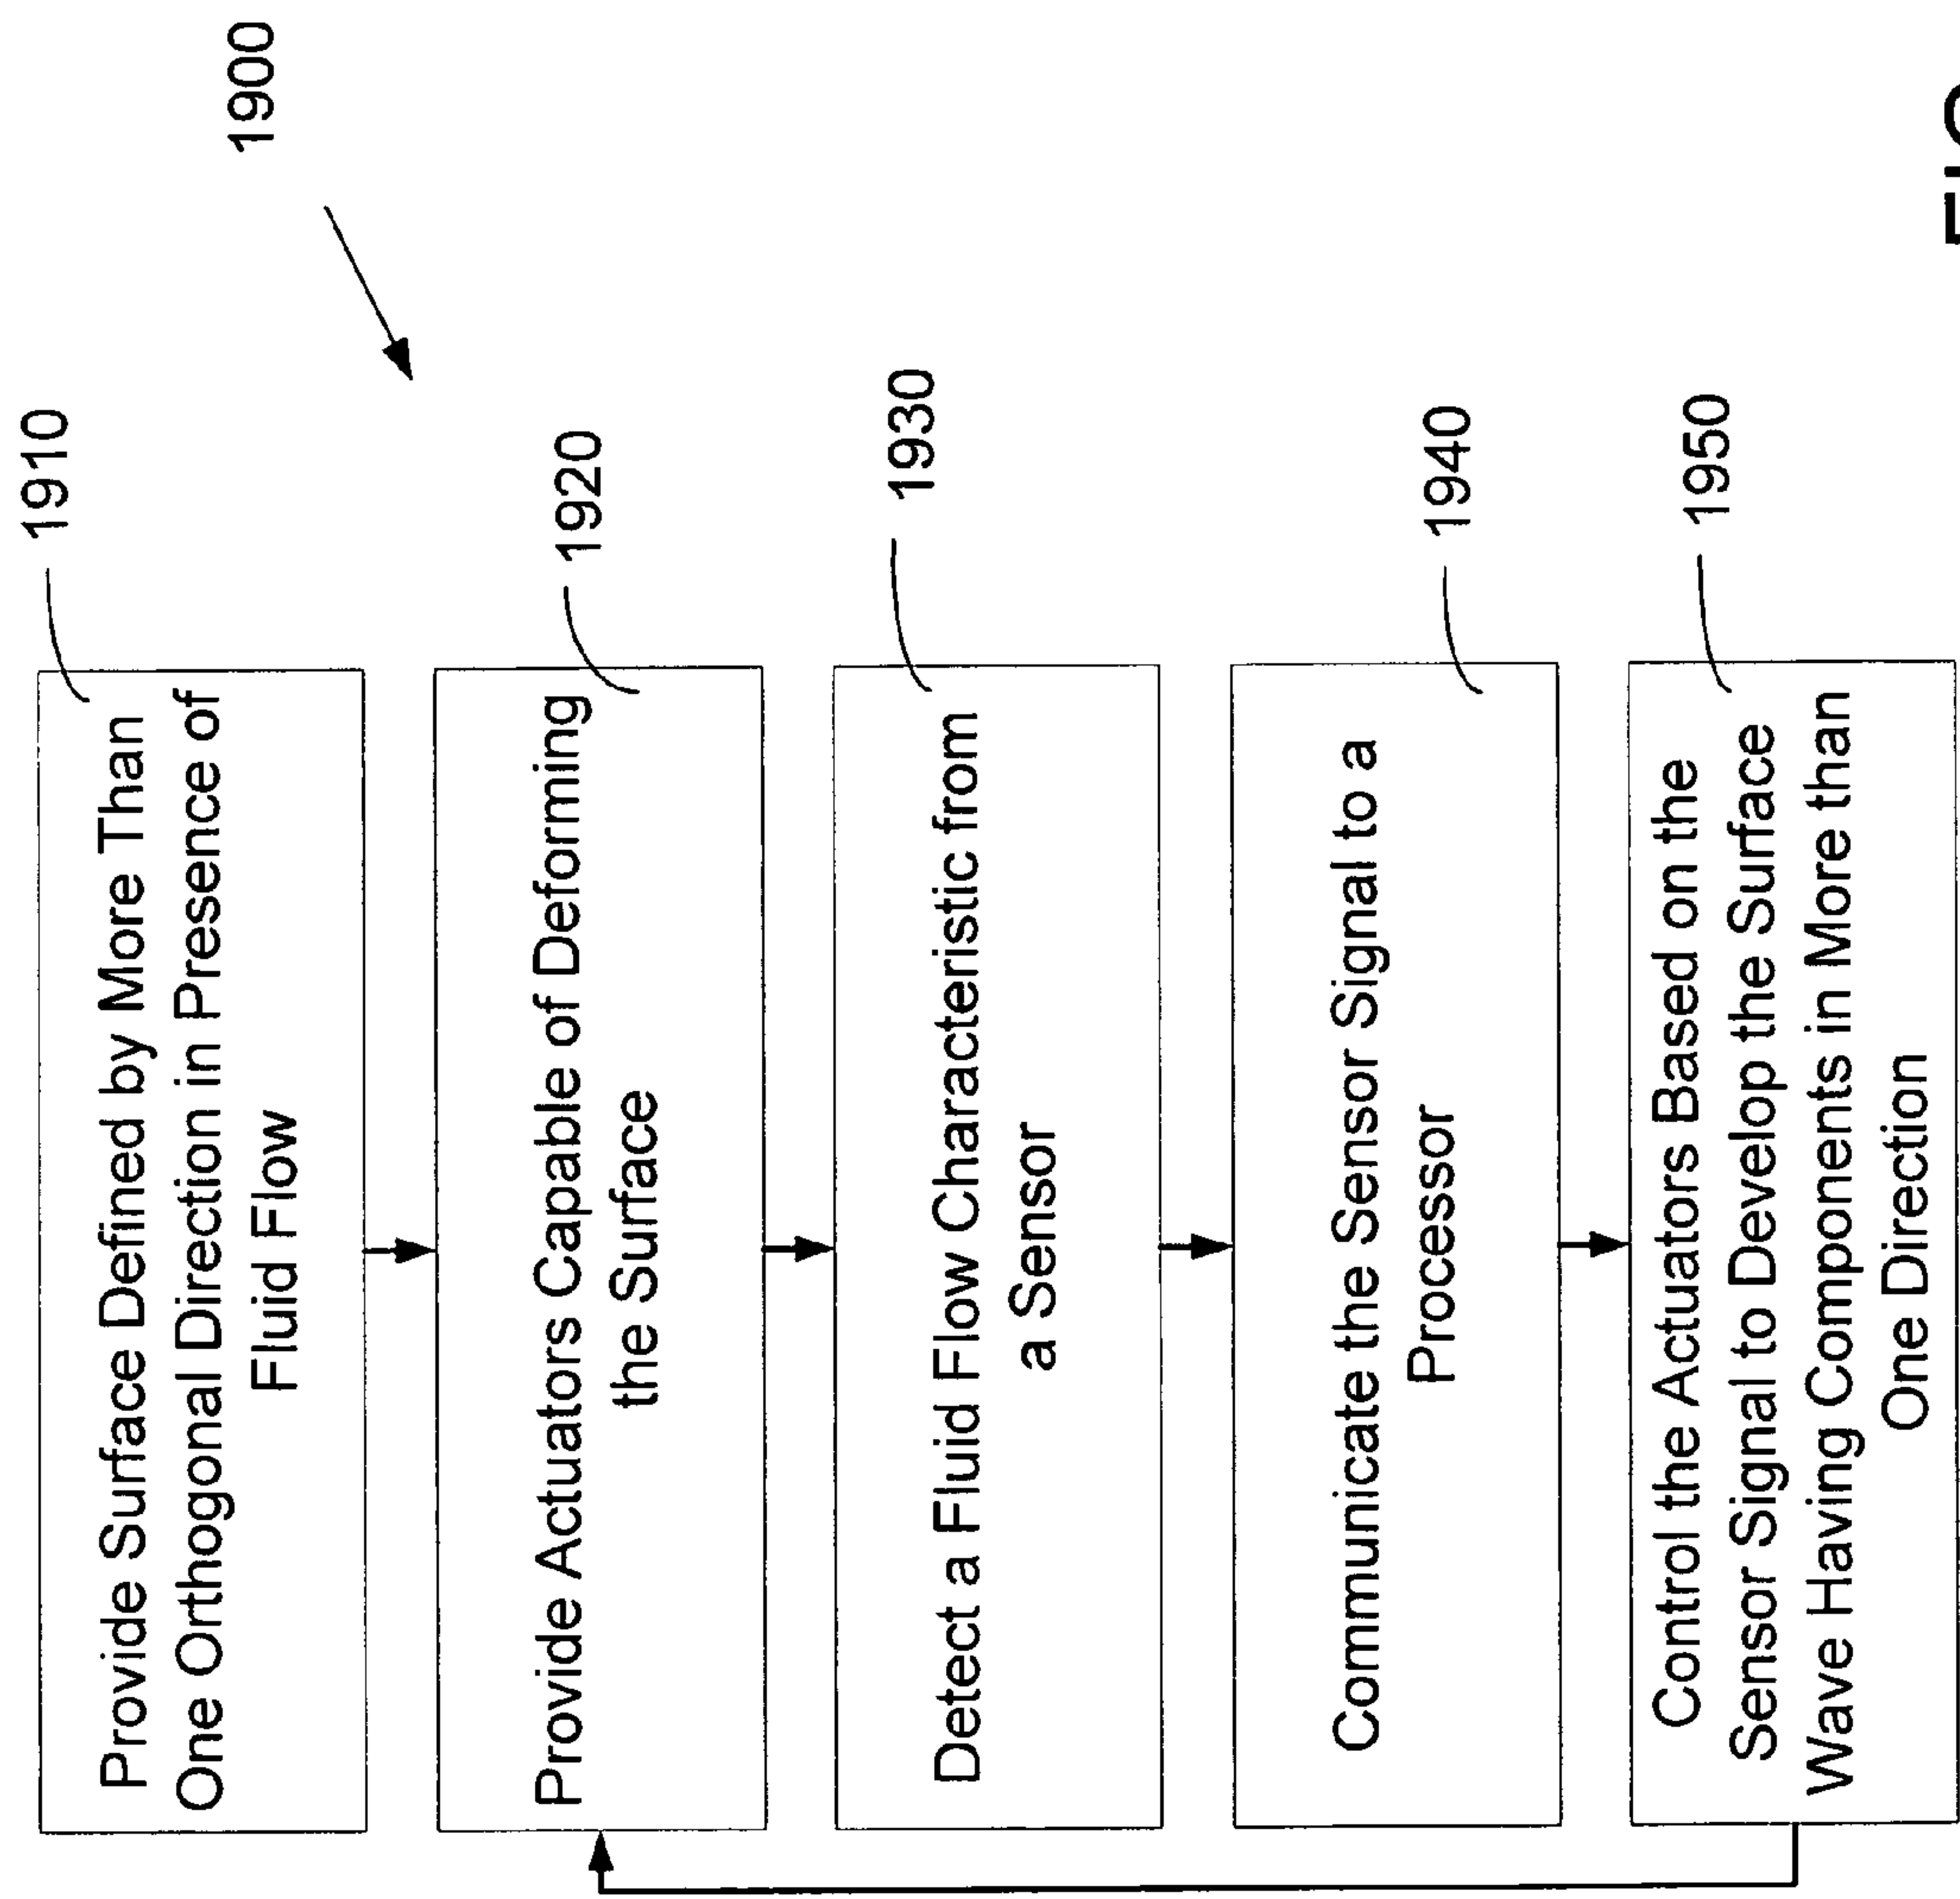 1900
1910
Provide Surface Defined by More Than
One Orthogonal Direction in Presence of
Fluid Flow
1920
Provide Actuators Capable of Deforming
the Surface
1930
Detect a Fluid Flow Characteristic from
a Sensor
1940
Communicate the Sensor Signal to a
Processor
1950
Control the Actuators Based on the
Sensor Signal to Develop the Surface
Wave Having Components in More than
One Direction